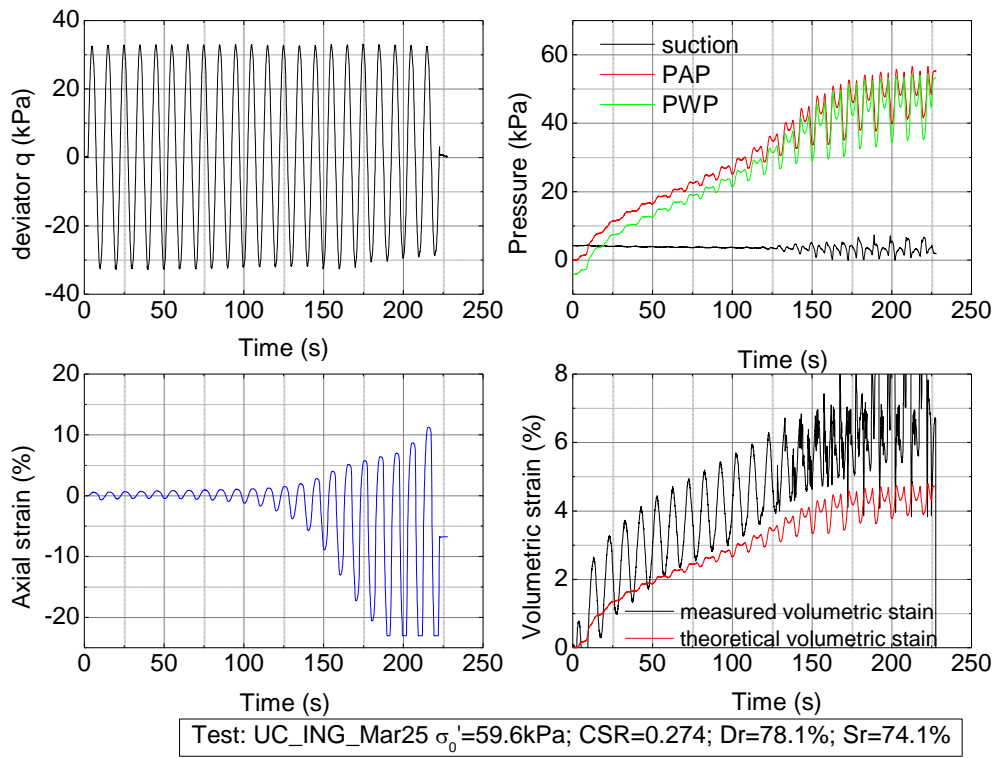 40
20
0
-20
-40
deviator q (kPa)
0 50 100 150 200 250
Time (s)
60
40
20
0
Pressure (kPa)
suction
PAP
PWP
0 50 100 150 200 250
Time (s)
20
10
0
-10
-20
Axial strain (%)
0 50 100 150 200 250
Time (s)
8
6
4
2
0
Volumetric strain (%)
measured volumetric stain
theoretical volumetric stain
0 50 100 150 200 250
Time (s)
Test: UC_ING_Mar25 σ₀'=59.6kPa; CSR=0.274; Dr=78.1%; Sr=74.1%